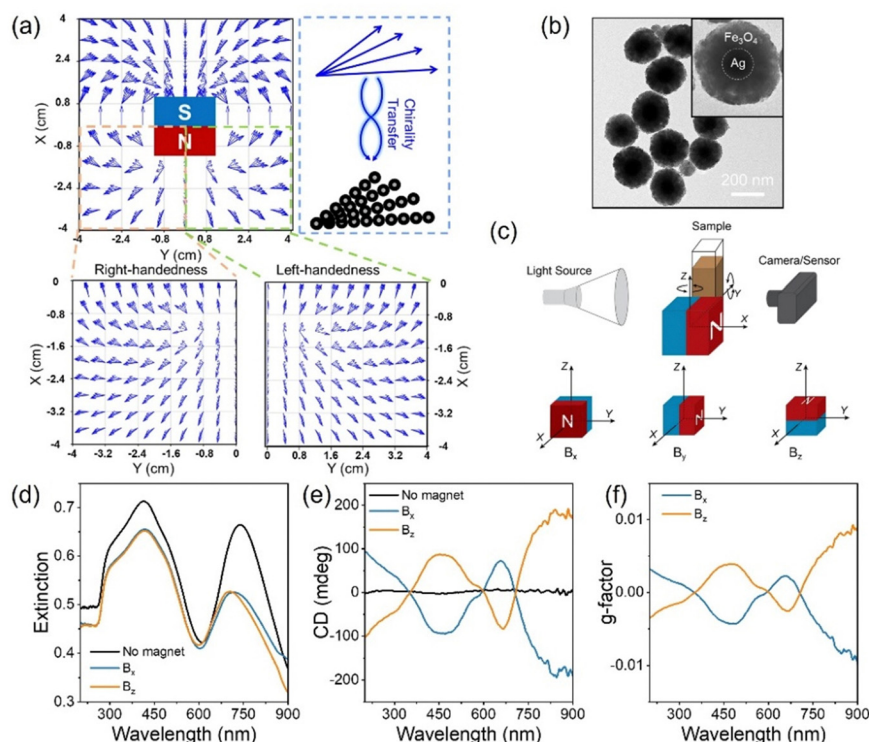 (a)
4
2.4
0.8
-0.8
-2.4
-4
X (cm)
-4 -2.4 -0.8 0.8 2.4 4
Y (cm)
S
N
Chirality
Transfer
Right-handedness
0
-0.8
-1.6
-2.4
-3.2
-4
X (cm)
-4 -3.2 -2.4 -1.6 -0.8 0
Y (cm)
Left-handedness
0
-0.8
-1.6
-2.4
-3.2
-4
X (cm)
0 0.8 1.6 2.4 3.2 4
Y (cm)
(b)
Fe3O4
Ag
200 nm
(c)
Sample
Light Source
Camera/Sensor
Z
Y
X
N
Z
N
Y
X
Bx
Z
N
Y
X
By
Z
N
Y
X
Bz
(d)
0.7
0.6
0.5
0.4
0.3
Extinction
No magnet
Bx
Bz
300 450 600 750 900
Wavelength (nm)
(e)
200
100
0
-100
-200
CD (mdeg)
No magnet
Bx
Bz
300 450 600 750 900
Wavelength (nm)
(f)
0.01
0.00
-0.01
g-factor
Bx
Bz
300 450 600 750 900
Wavelength (nm)